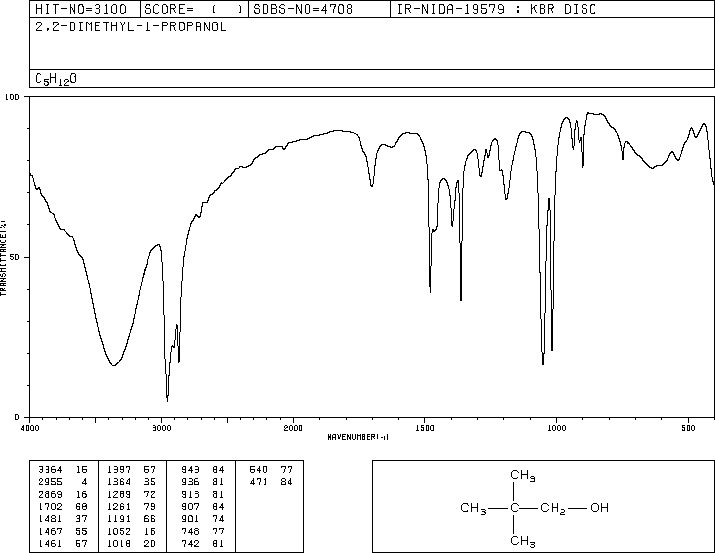 HIT-NO=3100 SCORE= ( ) SDBS-NO=4708 IR-NIDA-19579 : KBR DISC
2,2-DIMETHYL-1-PROPANOL
C5H12O
100
50
0
TRANSMITTANCE(%)
4000 3000 2000 1500 1000 500
WAVENUMBER(-1)
3364 16 1397 57 943 84 640 77
2955 4 1364 35 936 81 471 84
2869 16 1289 72 913 81
1702 68 1261 79 907 84
1481 37 1191 66 901 74
1467 55 1052 16 748 77
1461 57 1018 20 742 81
CH3
CH3 C CH2 OH
CH3